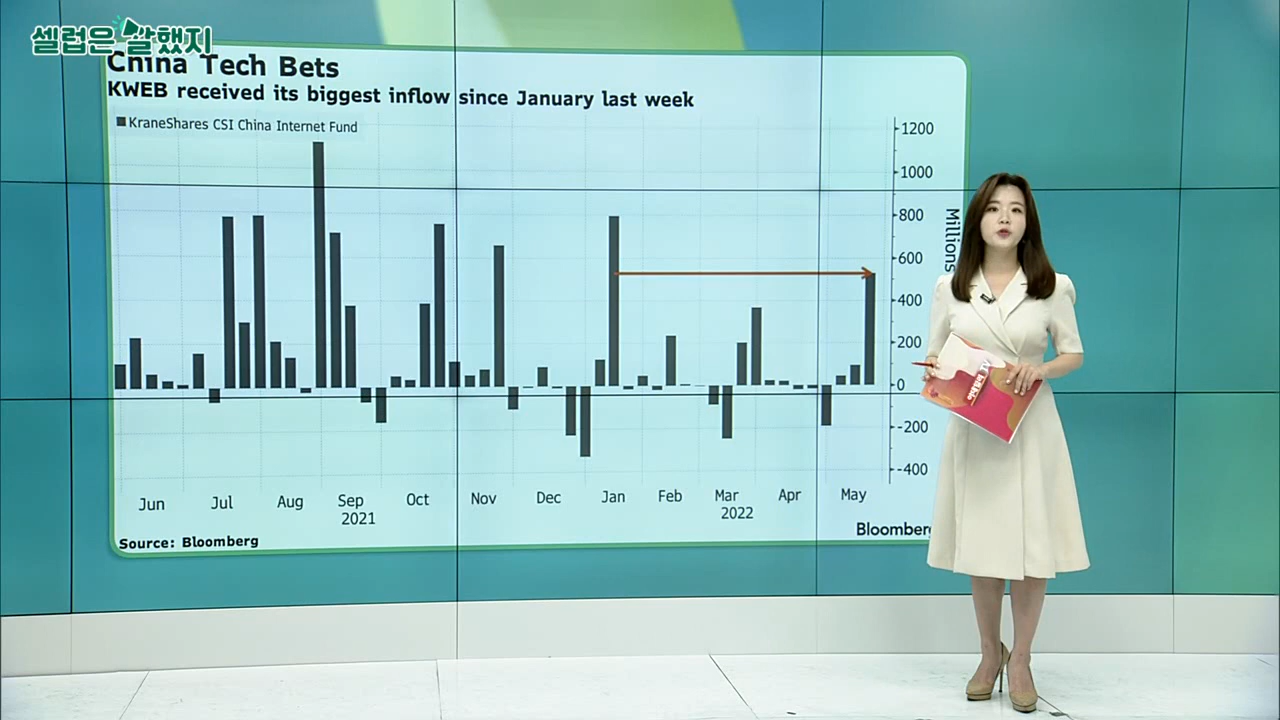 셀럽은 왈했지
China Tech Bets
KWEB received its biggest inflow since January last week
KraneShares CSI China Internet Fund
1200
1000
800
600
400
200
0
-200
-400
Millions
Jun
Jul
Aug
Sep
Oct
Nov
Dec
Jan
Feb
Mar
Apr
May
2021
2022
Source: Bloomberg
Bloomberg